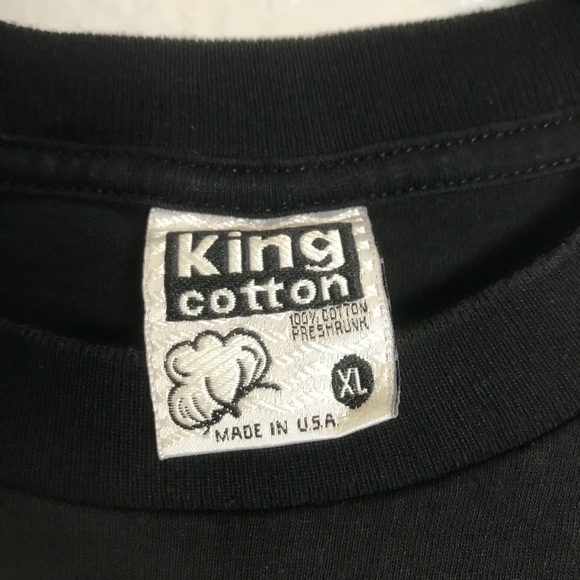 King
cotton
100% COTTON
PRESHRUNK
XL
MADE IN U.S.A.